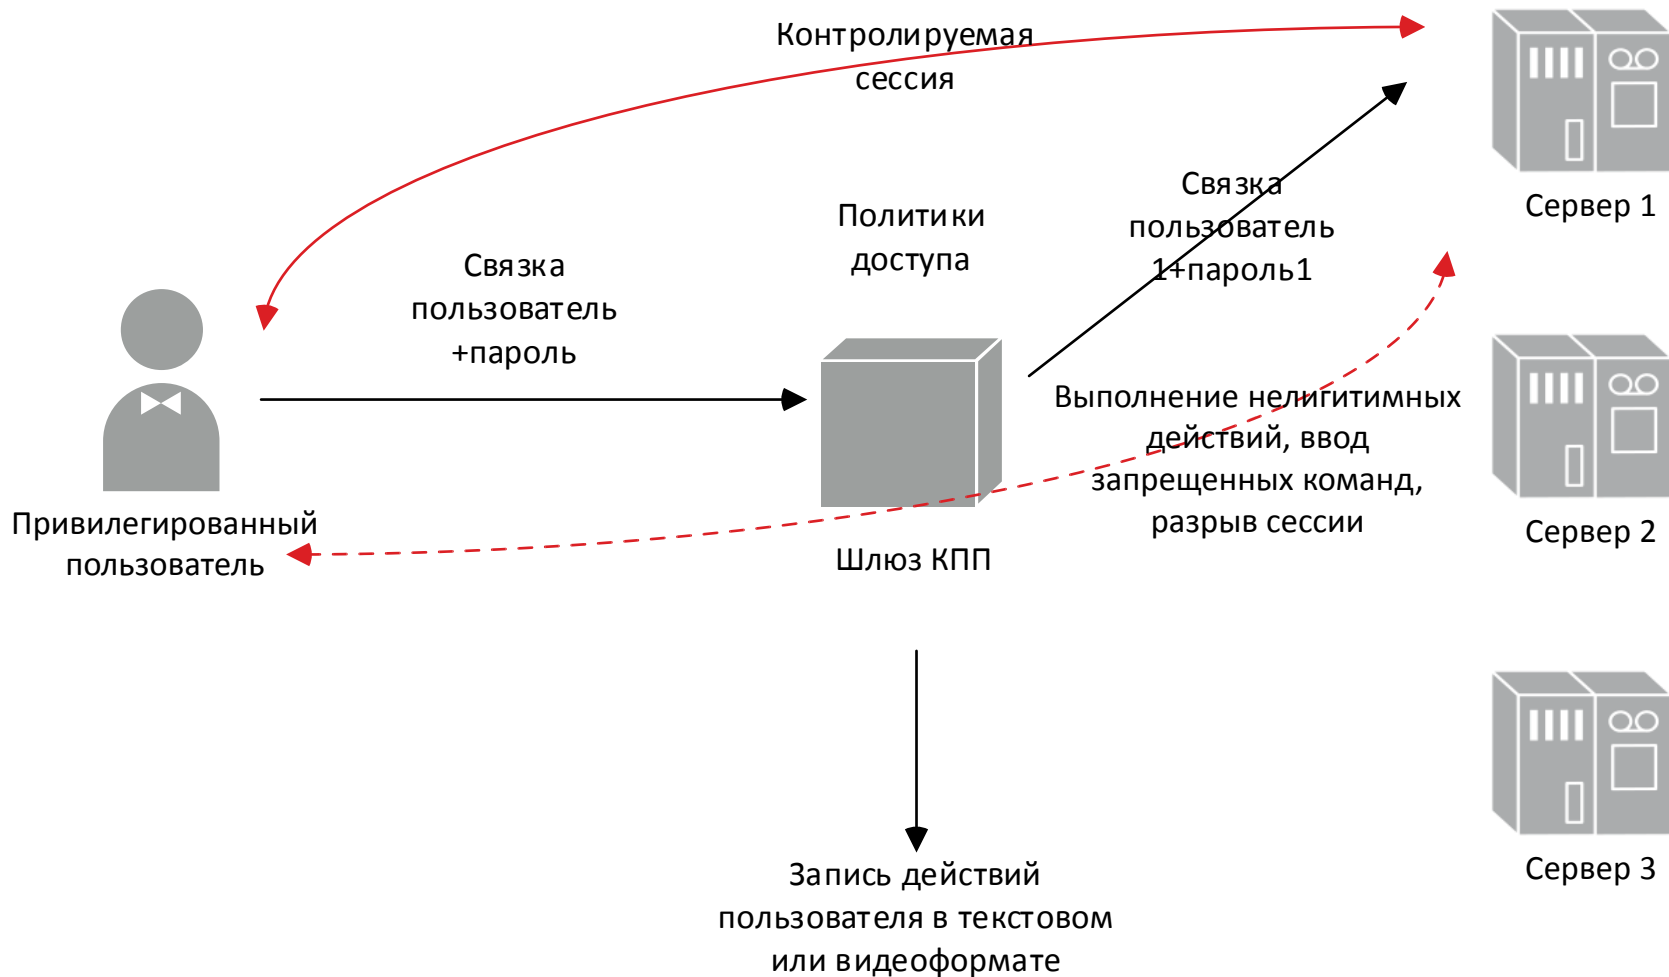 Контролируемая
сессия
Связка
пользователь
1+пароль1
Сервер 1
Политики
доступа
Связка
пользователь
+пароль
Выполнение нелигитимных
действий, ввод
запрещенных команд,
разрыв сессии
Сервер 2
Привилегированный
пользователь
Шлюз КПП
Сервер 3
Запись действий
пользователя в текстовом
или видеоформате